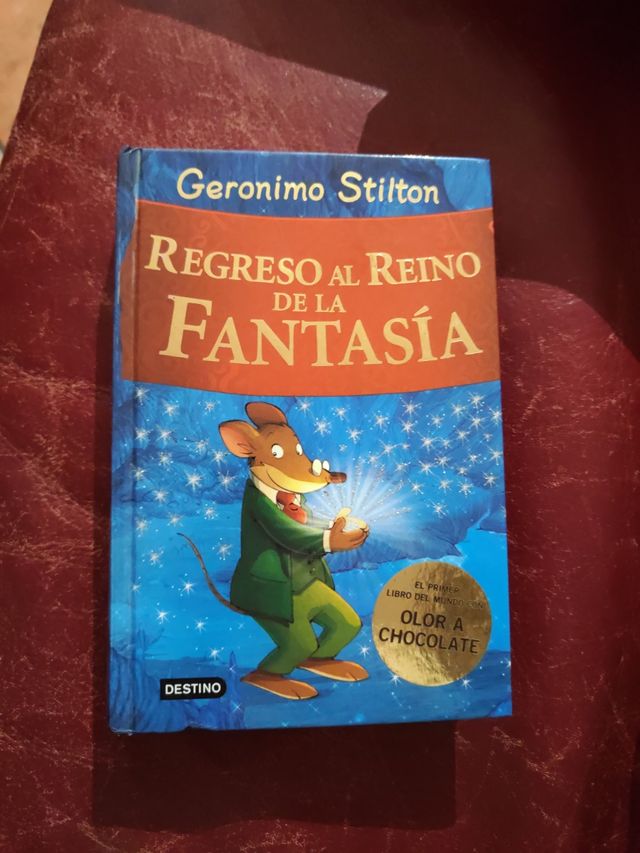 Geronimo Stilton
REGRESO AL REINO
DE LA
FANTASÍA
EL PRIMER
LIBRO DEL MUNDO CON
OLOR A
CHOCOLATE
DESTINO